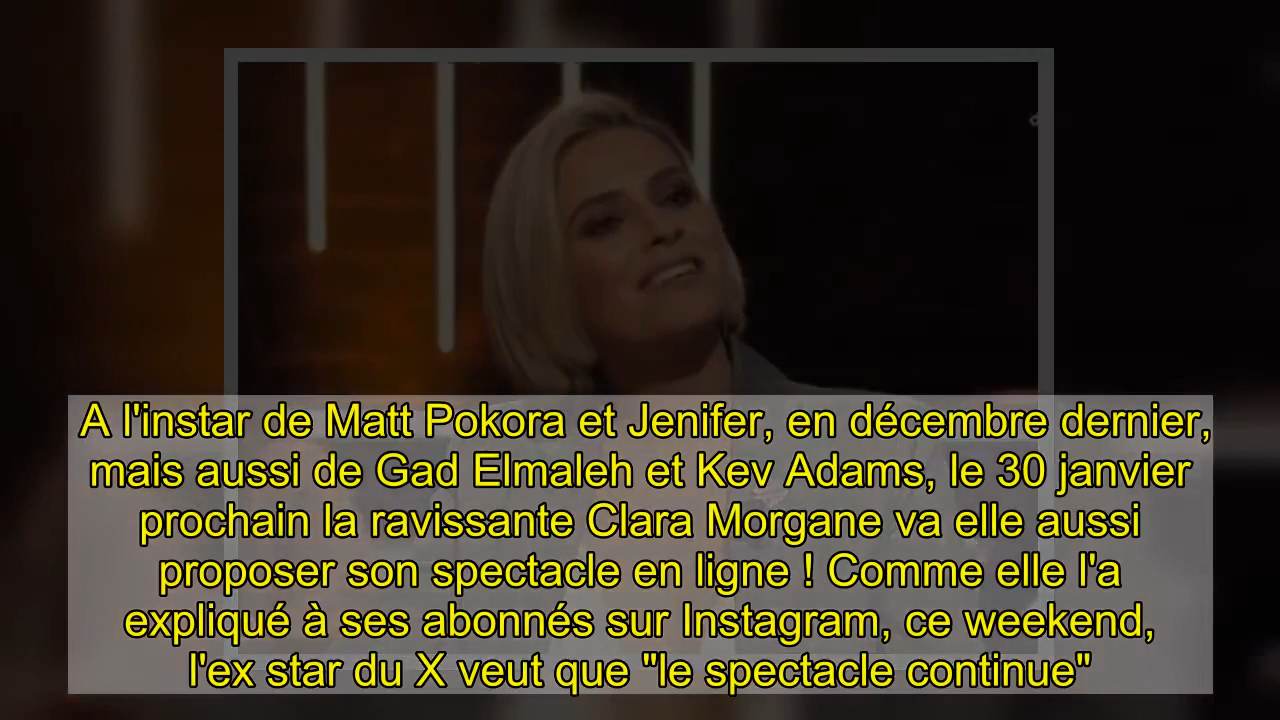 A l'instar de Matt Pokora et Jenifer, en décembre dernier,
mais aussi de Gad Elmaleh et Kev Adams, le 30 janvier
prochain la ravissante Clara Morgane va elle aussi
proposer son spectacle en ligne ! Comme elle l'a
expliqué à ses abonnés sur Instagram, ce weekend,
l'ex star du X veut que "le spectacle continue"